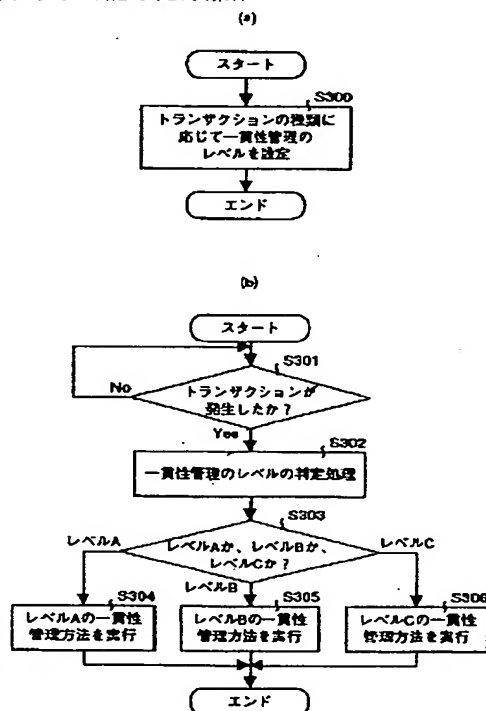 (a)
スタート
S300
トランザクションの種類に
応じて一貫性管理の
レベルを設定
エンド
(b)
スタート
S301
トランザクションが
発生したか？
No
Yes
S302
一貫性管理のレベルの判定処理
S303
レベルAか、レベルBか、
レベルCか？
レベルA
レベルB
レベルC
S304
レベルAの一貫性
管理方法を実行
S305
レベルBの一貫性
管理方法を実行
S306
レベルCの一貫性
管理方法を実行
エンド